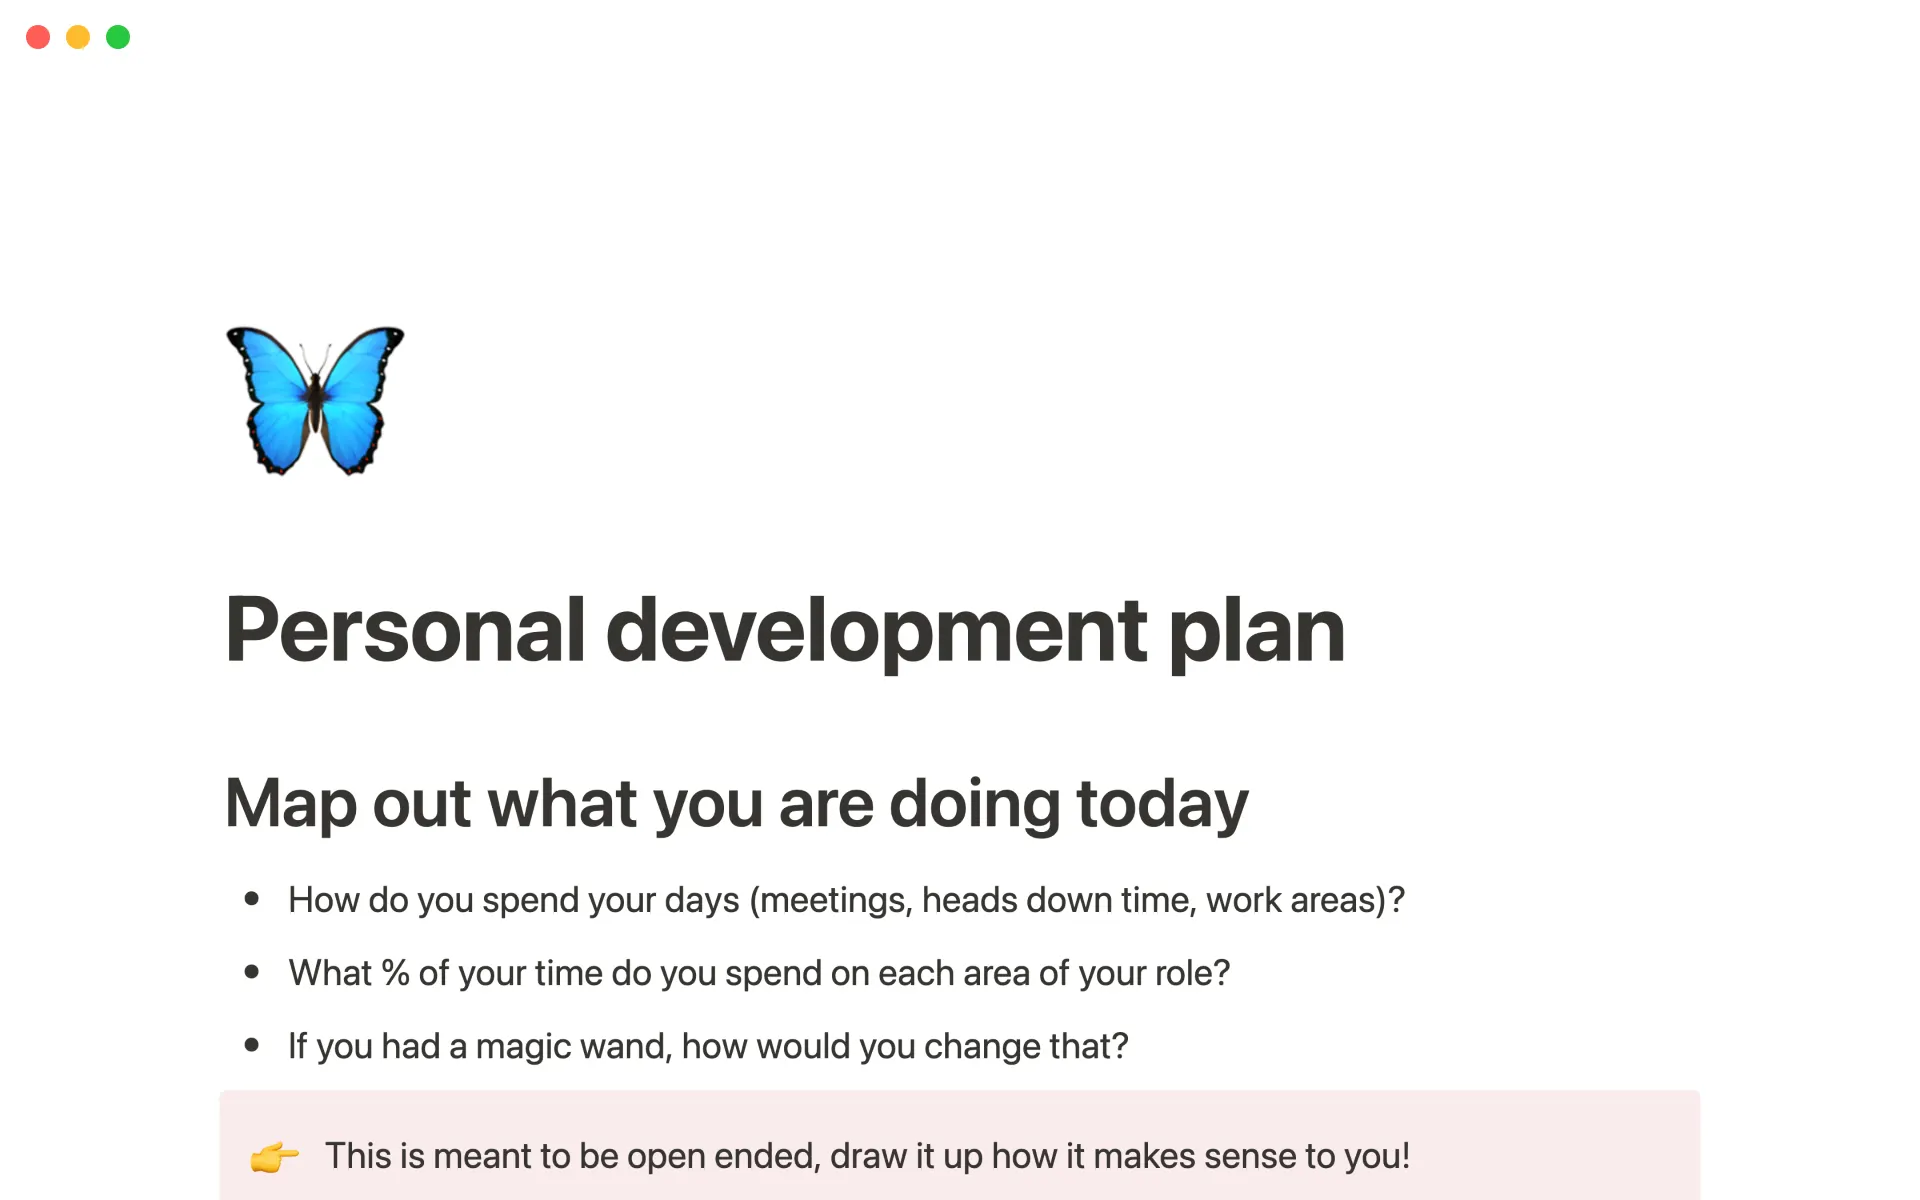 Personal development plan
Map out what you are doing today
• How do you spend your days (meetings, heads down time, work areas)?
• What % of your time do you spend on each area of your role?
• If you had a magic wand, how would you change that?
👉 This is meant to be open ended, draw it up how it makes sense to you!